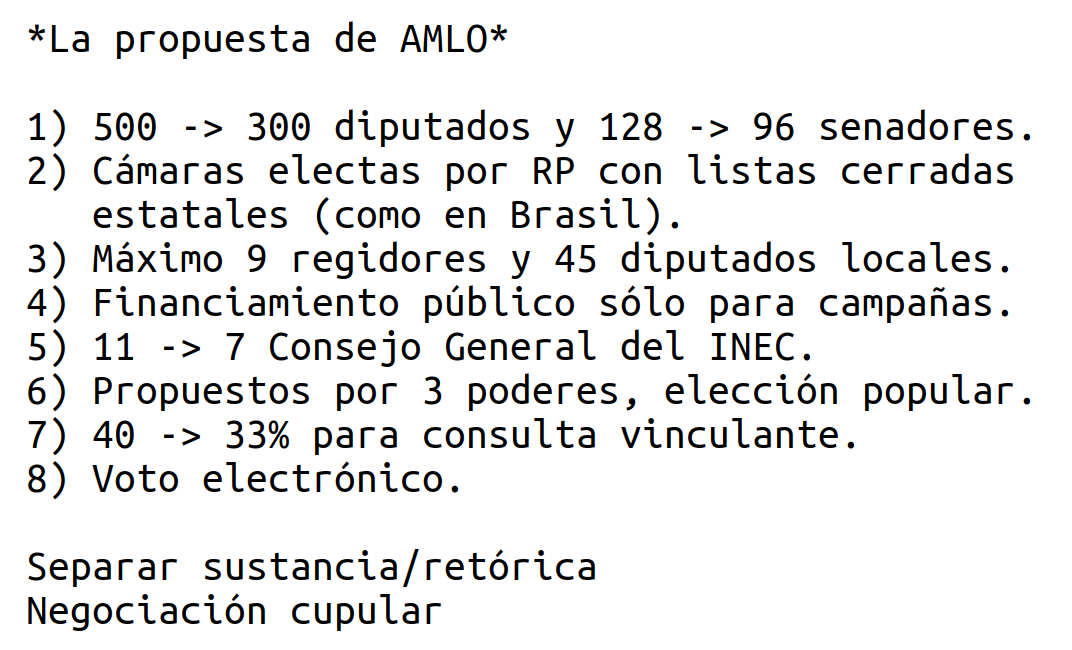 *La propuesta de AMLO*
1) 500 -> 300 diputados y 128 -> 96 senadores.
2) Cámaras electas por RP con listas cerradas
estatales (como en Brasil).
3) Máximo 9 regidores y 45 diputados locales.
4) Financiamiento público sólo para campañas.
5) 11 -> 7 Consejo General del INEC.
6) Propuestos por 3 poderes, elección popular.
7) 40 -> 33% para consulta vinculante.
8) Voto electrónico.
Separar sustancia/retórica
Negociación cupular